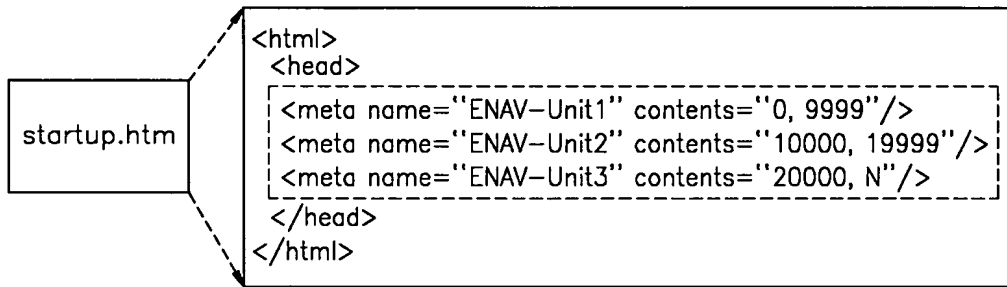 startup.htm
<html>
<head>
<meta name="ENAV-Unit1" contents="0, 9999"/>
<meta name="ENAV-Unit2" contents="10000, 19999"/>
<meta name="ENAV-Unit3" contents="20000, N"/>
</head>
</html>